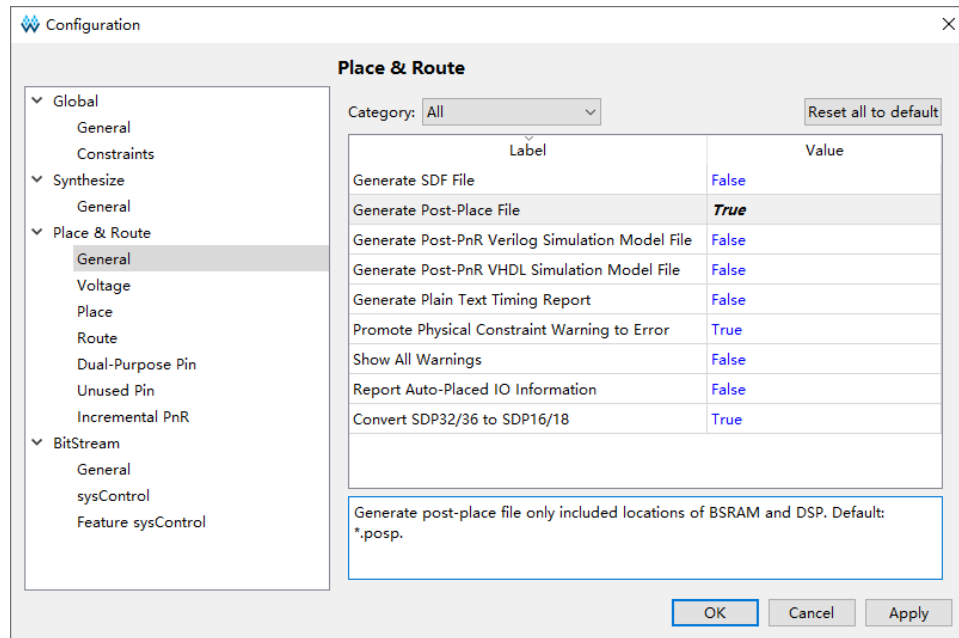 Configuration
Place & Route
Global
General
Constraints
Synthesize
General
Place & Route
General
Voltage
Place
Route
Dual-Purpose Pin
Unused Pin
Incremental PnR
BitStream
General
sysControl
Feature sysControl
Category: All Reset all to default
Label Value
Generate SDF File False
Generate Post-Place File True
Generate Post-PnR Verilog Simulation Model File False
Generate Post-PnR VHDL Simulation Model File False
Generate Plain Text Timing Report False
Promote Physical Constraint Warning to Error True
Show All Warnings False
Report Auto-Placed IO Information False
Convert SDP32/36 to SDP16/18 True
Generate post-place file only included locations of BSRAM and DSP. Default:
*.posp.
OK Cancel Apply